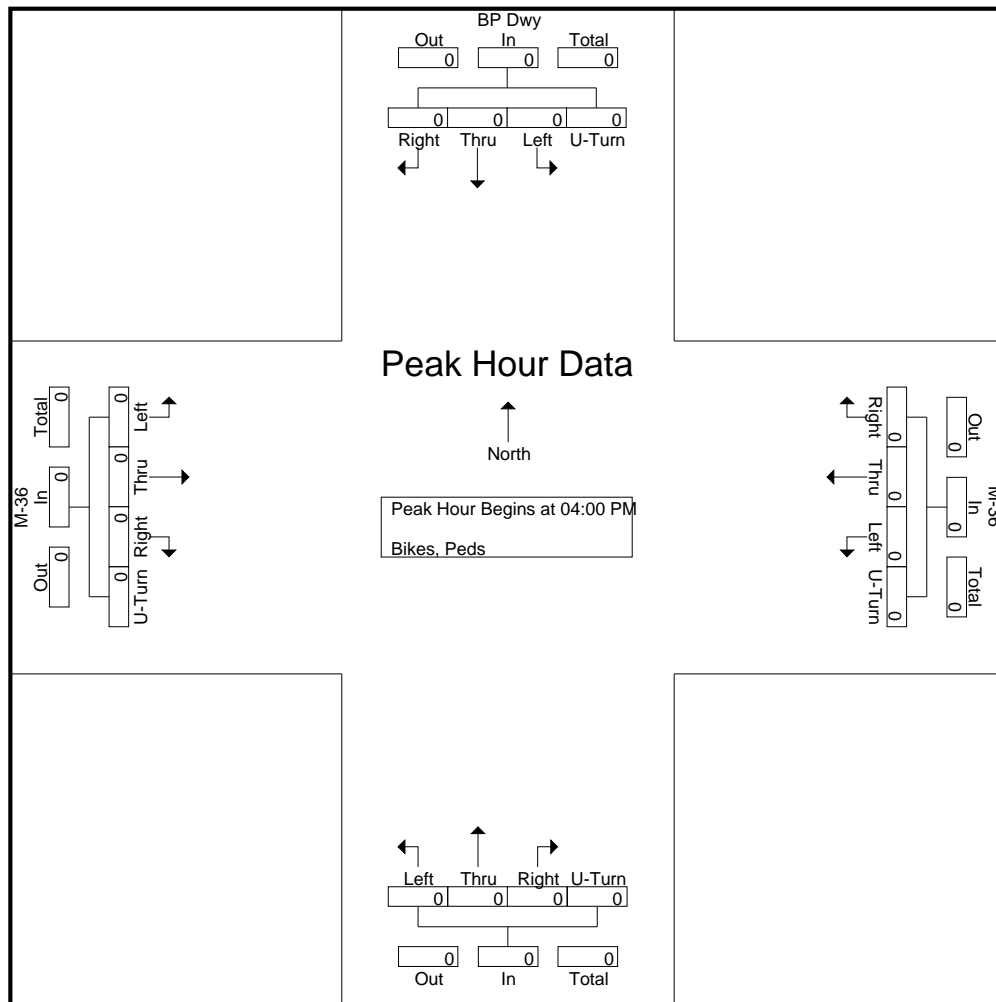 BP Dwy
Out In Total
0 0 0
0 0 0 0
Right Thru Left U-Turn
Peak Hour Data
North
Peak Hour Begins at 04:00 PM
Bikes, Peds
M-36
Total In Out
0 0 0
0 0 0 0
Left Thru Right U-Turn
Right Thru Left U-Turn
0 0 0 0
Out In Total
0 0 0
M-36
Left Thru Right U-Turn
0 0 0 0
0 0 0
Out In Total